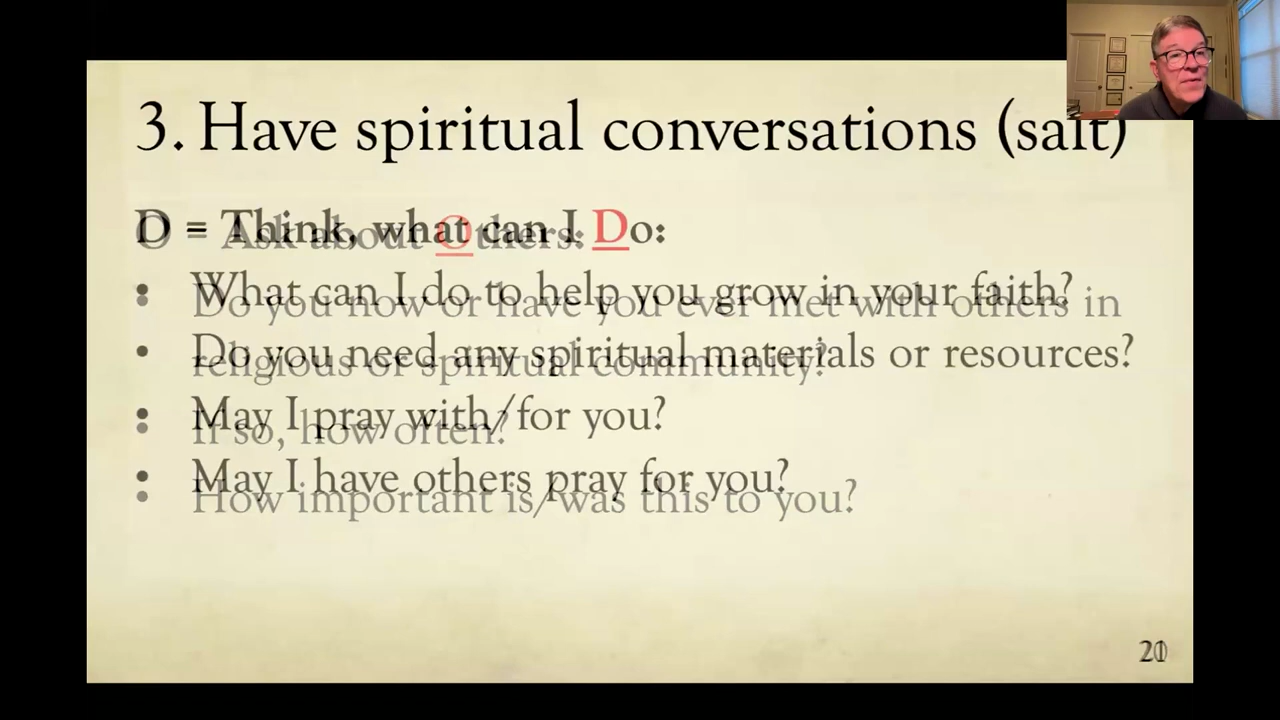 3. Have spiritual conversations (salt)
D = Think, what can I Do:
O = Ask about Others:
• What can I do to help you grow in your faith?
• Do you now or have you ever met with others in
religious or spiritual community?
• Do you need any spiritual materials or resources?
• May I pray with/for you?
• If so, how often?
• May I have others pray for you?
• How important is/was this to you?